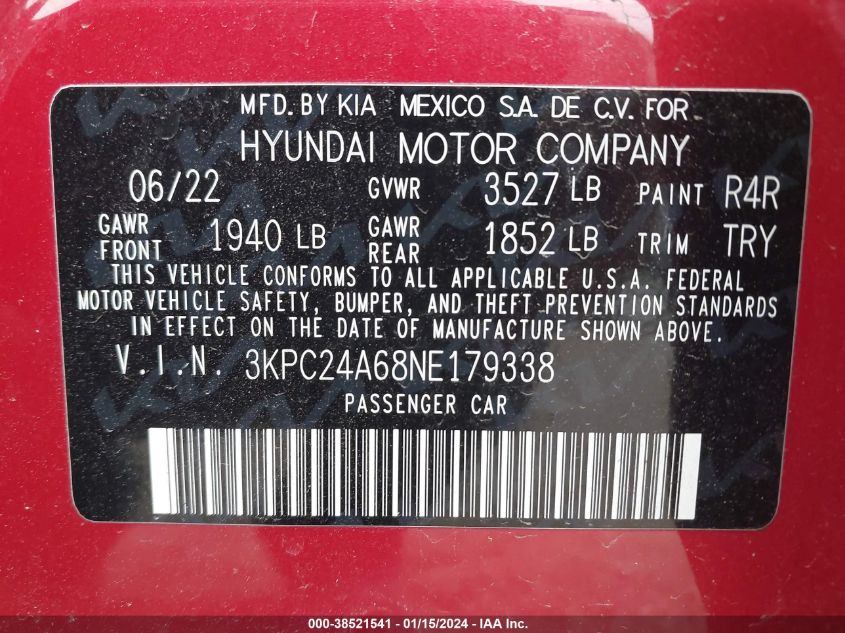 MFD. BY KIA MEXICO S.A. DE C.V. FOR
HYUNDAI MOTOR COMPANY
06/22 GVWR 3527 LB PAINT R4R
GAWR FRONT 1940 LB GAWR REAR 1852 LB TRIM TRY
THIS VEHICLE CONFORMS TO ALL APPLICABLE U.S.A. FEDERAL
MOTOR VEHICLE SAFETY, BUMPER, AND THEFT PREVENTION STANDARDS
IN EFFECT ON THE DATE OF MANUFACTURE SHOWN ABOVE.
V.I.N. 3KPC24A68NE179338
PASSENGER CAR
000-38521541 - 01/15/2024 - IAA Inc.